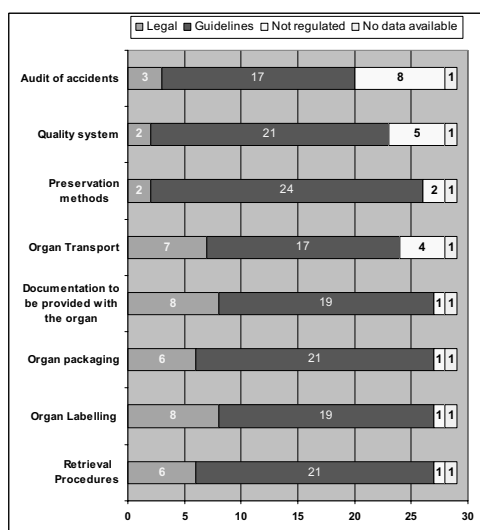 Legal Guidelines Not regulated No data available
Audit of accidents 3 17 8 1
Quality system 2 21 5 1
Preservation
methods 2 24 2 1
Organ Transport 7 17 4 1
Documentation to
be provided with
the organ 8 19 1 1
Organ packaging 6 21 1 1
Organ Labelling 8 19 1 1
Retrieval
Procedures 6 21 1 1
0 5 10 15 20 25 30